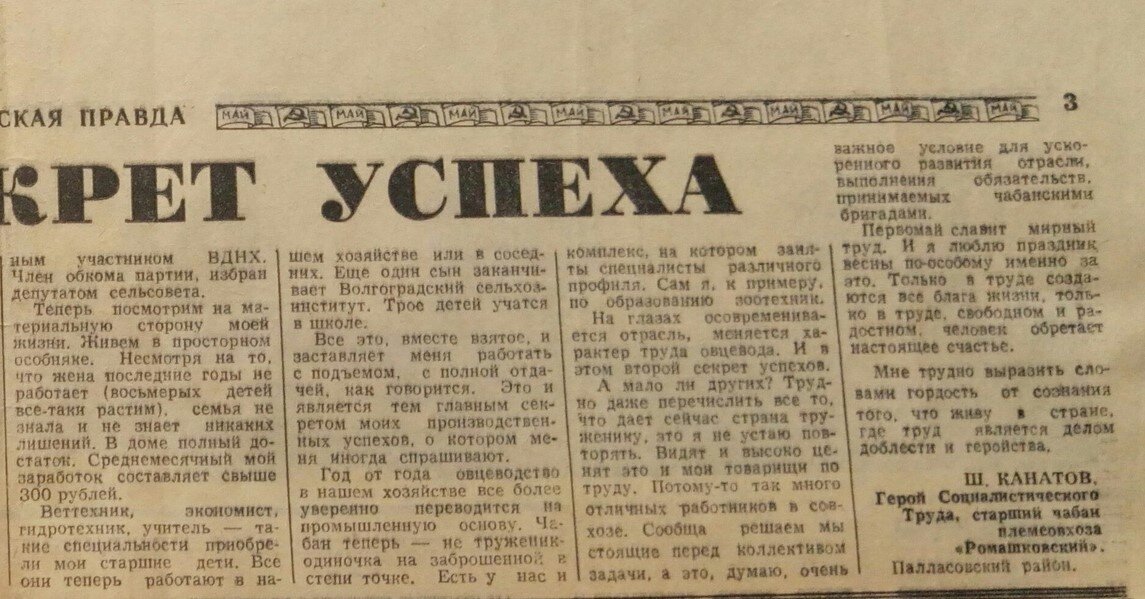 СКАЯ ПРАВДА
МАЙ МАЙ МАЙ МАЙ МАЙ МАЙ МАЙ
3
КРЕТ УСПЕХА
ным участником ВДНХ.
Член обкома партии, избран
депутатом сельсовета.
Теперь посмотрим на ма-
териальную сторону моей
жизни. Живем в просторном
особняке. Несмотря на то,
что жена последние годы не
работает (восьмерых детей
все-таки растим), семья не
знала и не знает никаких
лишений. В доме полный до-
статок. Среднемесячный мой
заработок составляет свыше
300 рублей.
Веттехник, экономист,
гидротехник, учитель — та-
кие специальности приобре-
ли мои старшие дети. Все
они теперь работают в на-
шем хозяйстве или в сосед-
них. Еще один сын заканчи-
вает Волгоградский сельхоз-
институт. Трое детей учатся
в школе.
Все это, вместе взятое, и
заставляет меня работать
с подъемом, с полной отда-
чей, как говорится. Это и
является тем главным сек-
ретом моих производствен-
ных успехов, о котором ме-
ня иногда спрашивают.
Год от года овцеводство
в нашем хозяйстве все более
уверенно переводится на
промышленную основу. Ча-
бан теперь — не труженик-
одиночка на заброшенной в
степи точке. Есть у нас и
комплекс, на котором заня-
ты специалисты различного
профиля. Сам я, к примеру,
по образованию зоотехник.
На глазах осовременива-
ется отрасль, меняется ха-
рактер труда овцевода. И в
этом второй секрет успехов.
А мало ли других? Труд-
но даже перечислить все то,
что дает сейчас страна тру-
женику, это я не устаю пов-
торять. Видят и высоко це-
нят это и мои товарищи по
труду. Потому-то так много
отличных работников в сов-
хозе. Сообща решаем мы
стоящие перед коллективом
задачи, а это, думаю, очень
важное условие для уско-
ренного развития отрасли,
выполнения обязательств,
принимаемых чабанскими
бригадами.
Первомай славит мирный
труд. И я люблю праздник
весны по-особому именно за
это. Только в труде созда-
ются все блага жизни, толь-
ко в труде, свободном и ра-
достном, человек обретает
настоящее счастье.
Мне трудно выразить сло-
вами гордость от сознания
того, что живу в стране,
где труд является делом
доблести и геройства.
Ш. КАНАТОВ,
Герой Социалистического
Труда, старший чабан
племовхоза
«Ромашковский».
Палласовский район.